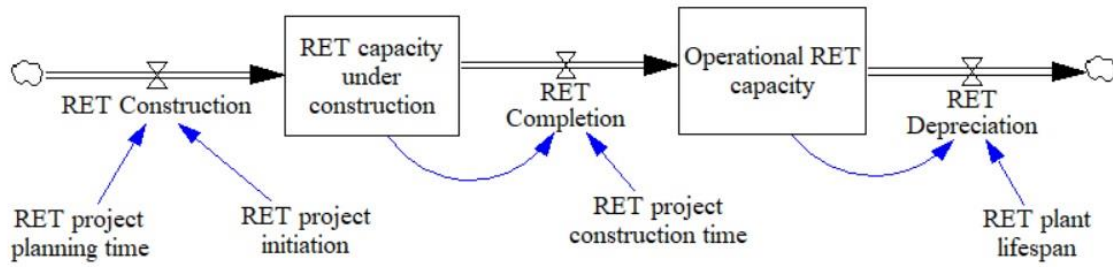 RET Construction
RET capacity
under
construction
RET
Completion
Operational RET
capacity
RET
Depreciation
RET project
planning time
RET project
initiation
RET project
construction time
RET plant
lifespan